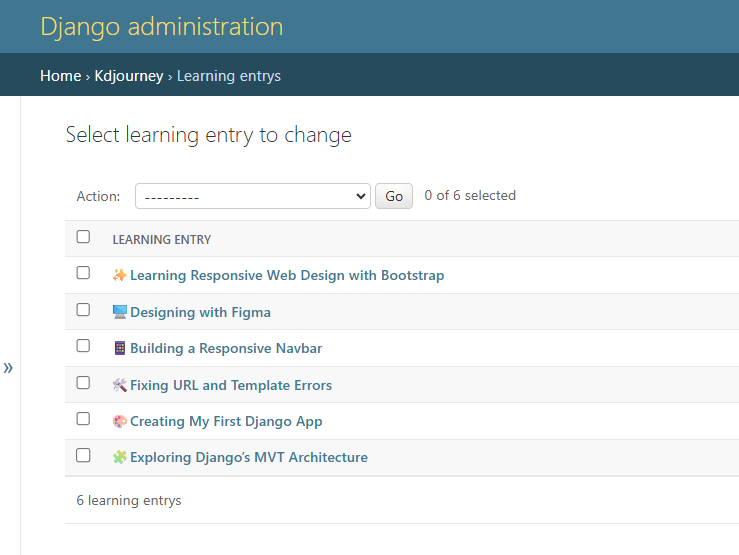 Django administration
Home › Kdjourney › Learning entrys
Select learning entry to change
Action: --------- Go 0 of 6 selected
LEARNING ENTRY
✨ Learning Responsive Web Design with Bootstrap
🖥️ Designing with Figma
📱 Building a Responsive Navbar
🛠️ Fixing URL and Template Errors
🎨 Creating My First Django App
🧩 Exploring Django’s MVT Architecture
»
6 learning entrys